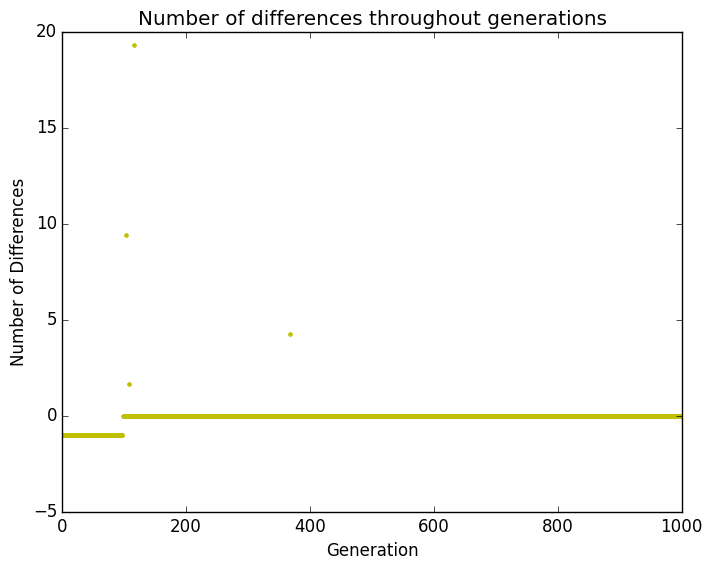 Number of differences throughout generations
20
15
10
5
0
−5
Number of Differences
0 200 400 600 800 1000
Generation